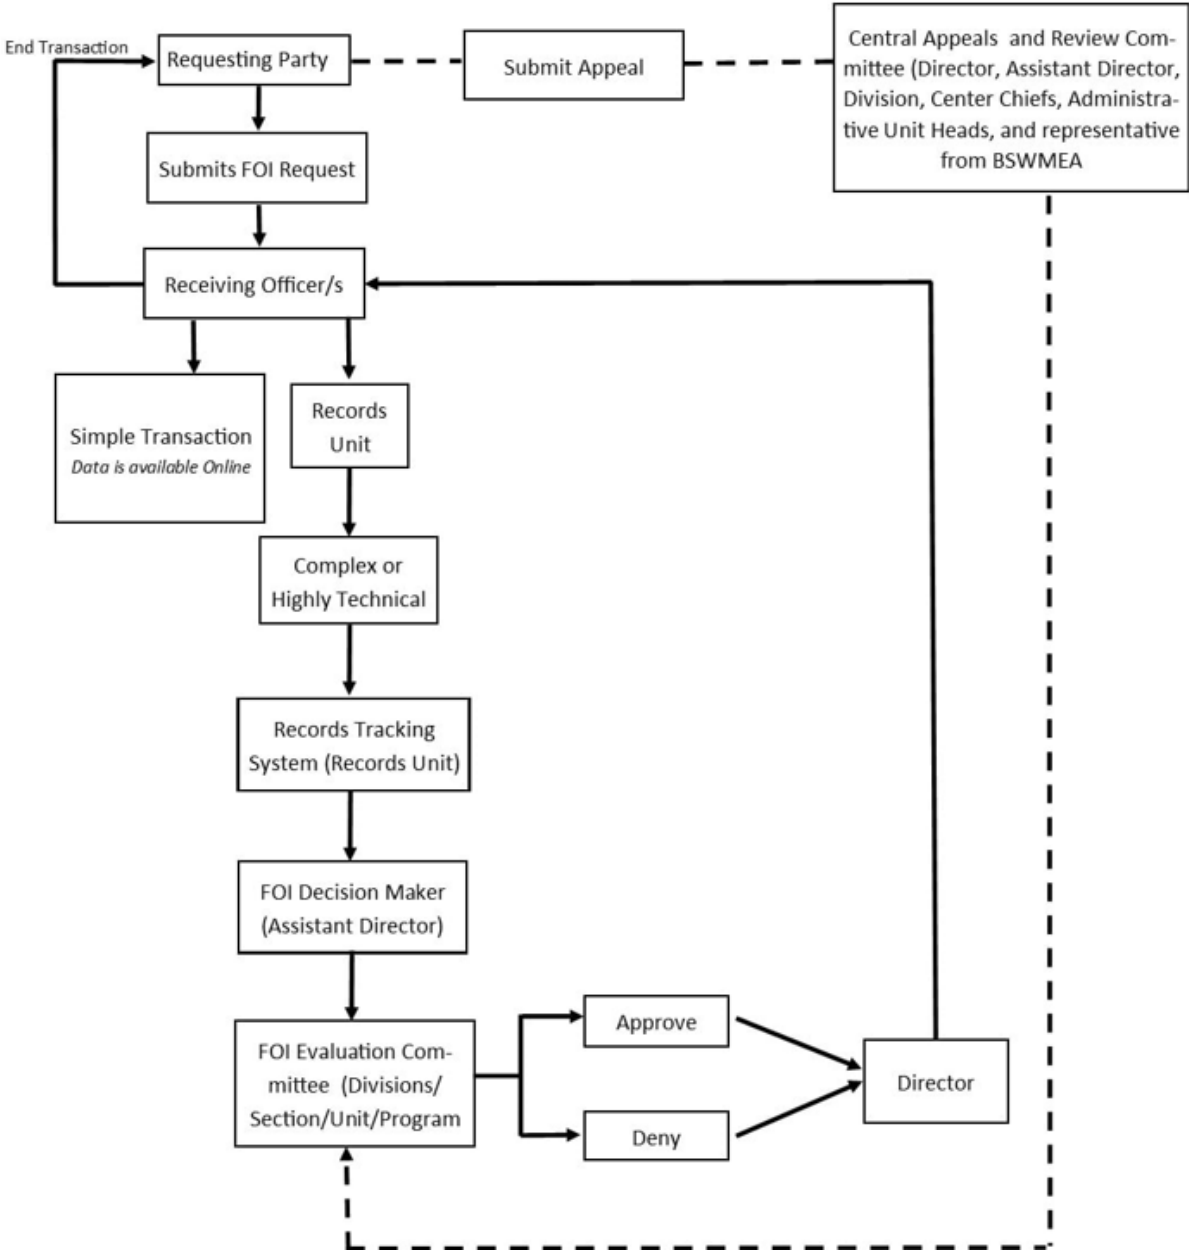 End Transaction
Requesting Party
Submit Appeal
Central Appeals  and Review Com-
mittee (Director, Assistant Director,
Division, Center Chiefs, Administra-
tive Unit Heads, and representative
from BSWMEA
Submits FOI Request
Receiving Officer/s
Simple Transaction
Data is available Online
Records
Unit
Complex or
Highly Technical
Records Tracking
System (Records Unit)
FOI Decision Maker
(Assistant Director)
FOI Evaluation Com-
mittee  (Divisions/
Section/Unit/Program
Approve
Deny
Director